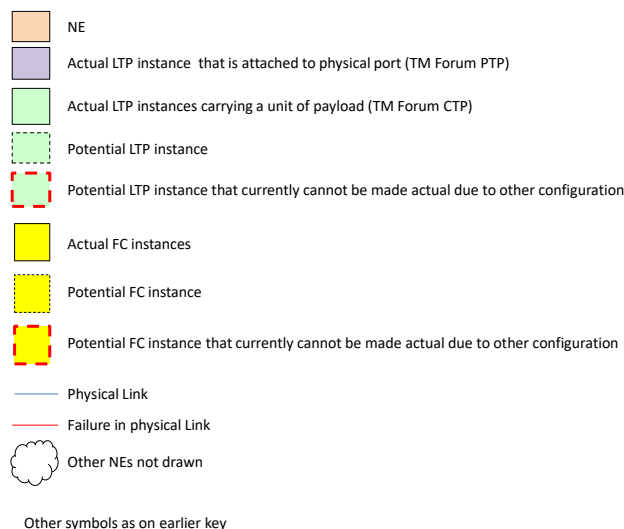 NE
Actual LTP instance that is attached to physical port (TM Forum PTP)
Actual LTP instances carrying a unit of payload (TM Forum CTP)
Potential LTP instance
Potential LTP instance that currently cannot be made actual due to other configuration
Actual FC instances
Potential FC instance
Potential FC instance that currently cannot be made actual due to other configuration
Physical Link
Failure in physical Link
Other NEs not drawn
Other symbols as on earlier key